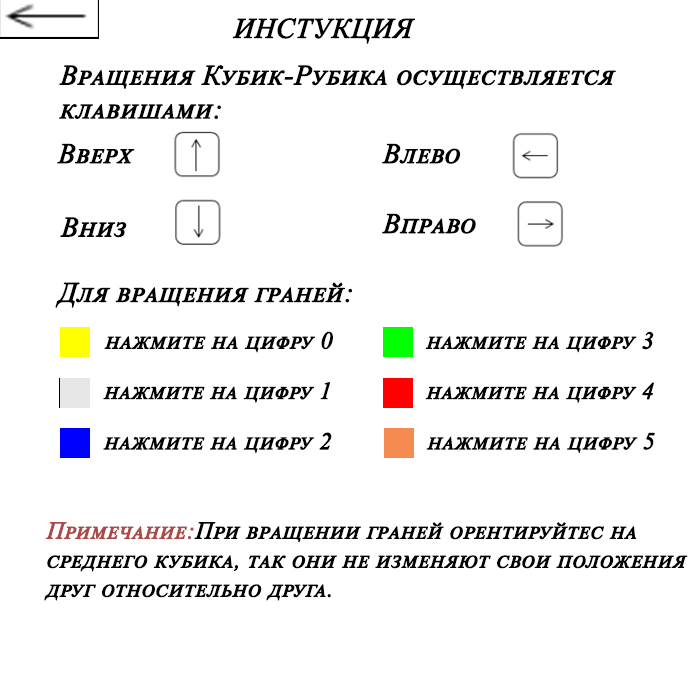 ИНСТУКЦИЯ
Вращения Кубик-Рубика осуществляется
клавишами:
Вверх
Влево
Вниз
Вправо
Для вращения граней:
нажмите на цифру 0
нажмите на цифру 3
нажмите на цифру 1
нажмите на цифру 4
нажмите на цифру 2
нажмите на цифру 5
Примечание:При вращении граней орентируйтес на
среднего кубика, так они не изменяют свои положения
друг относительно друга.